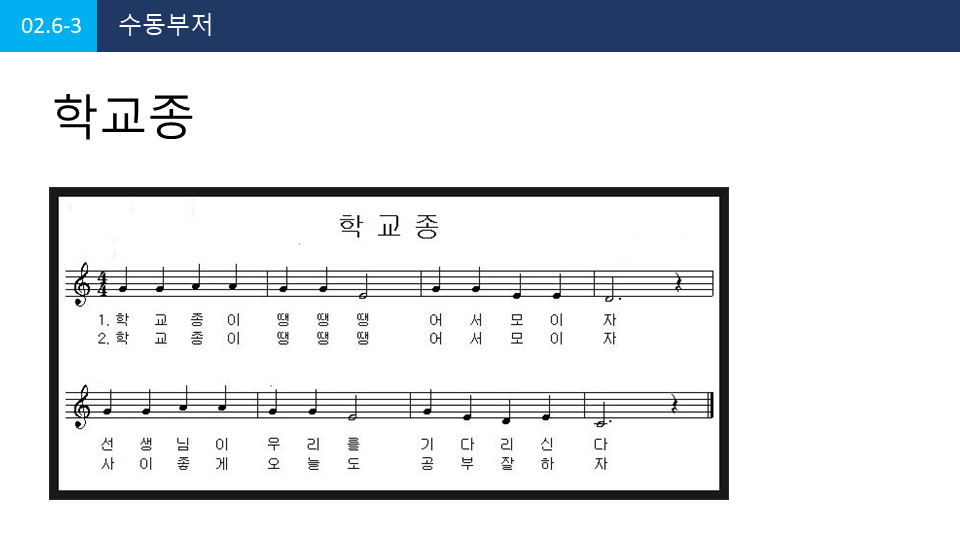 02.6-3 수동부저
학교종
학 교 종
4
4
1. 학 교 종 이 땡 땡 땡 어 서 모 이 자
2. 학 교 종 이 땡 땡 땡 어 서 모 이 자
선 생 님 이 우 리 를 기 다 리 신 다
사 이 좋 게 오 늘 도 공 부 잘 하 자